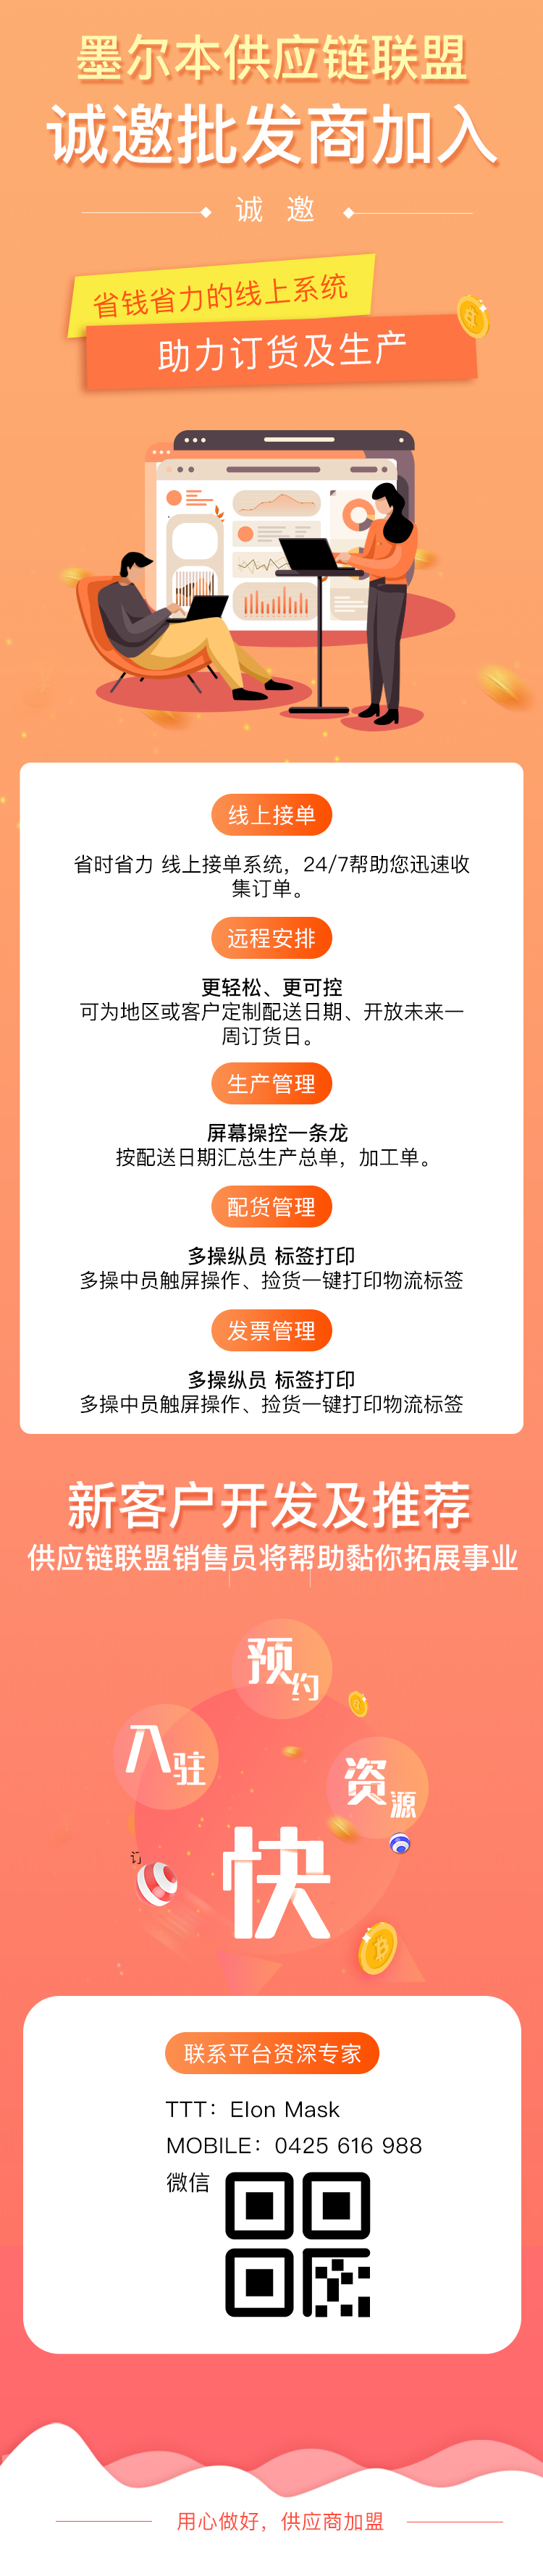 墨尔本供应链联盟
诚邀批发商加入
诚 邀
省钱省力的线上系统
助力订货及生产
线上接单
省时省力 线上接单系统，24/7帮助您迅速收
集订单。
远程安排
更轻松、更可控
可为地区或客户定制配送日期、开放未来一
周订货日。
生产管理
屏幕操控一条龙
按配送日期汇总生产总单，加工单。
配货管理
多操纵员 标签打印
多操中员触屏操作、捡货一键打印物流标签
发票管理
多操纵员 标签打印
多操中员触屏操作、捡货一键打印物流标签
新客户开发及推荐
供应链联盟销售员将帮助黏你拓展事业
预约
入驻
资源
快
联系平台资深专家
TTT：Elon Mask
MOBILE：0425 616 988
微信
用心做好，供应商加盟